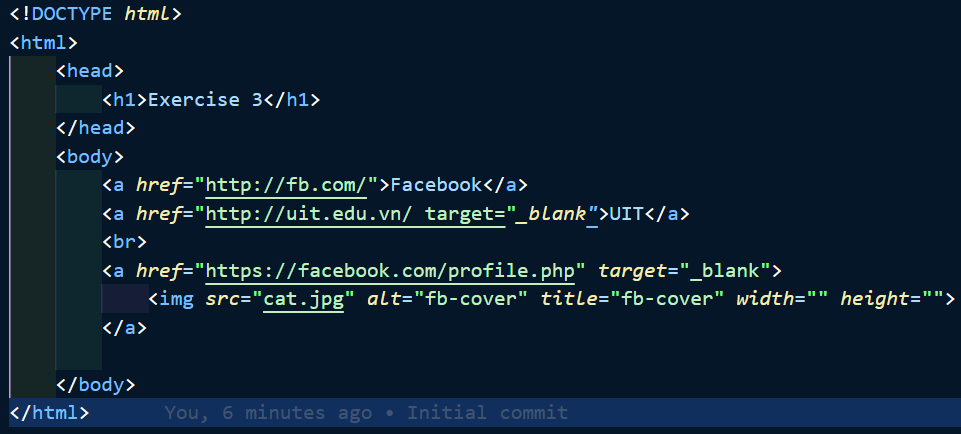 <!DOCTYPE html>
<html>
<head>
<h1>Exercise 3</h1>
</head>
<body>
<a href="http://fb.com/">Facebook</a>
<a href="http://uit.edu.vn/ target="_blank">UIT</a>
<br>
<a href="https://facebook.com/profile.php" target="_blank">
<img src="cat.jpg" alt="fb-cover" title="fb-cover" width="" height="">
</a>
</body>
</html> You, 6 minutes ago • Initial commit